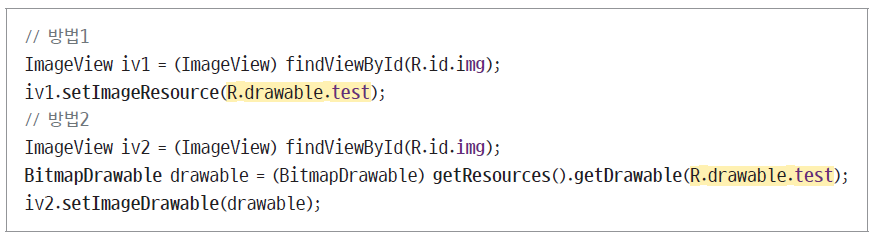 // 방법1
ImageView iv1 = (ImageView) findViewById(R.id.img);
iv1.setImageResource(R.drawable.test);
// 방법2
ImageView iv2 = (ImageView) findViewById(R.id.img);
BitmapDrawable drawable = (BitmapDrawable) getResources().getDrawable(R.drawable.test);
iv2.setImageDrawable(drawable);